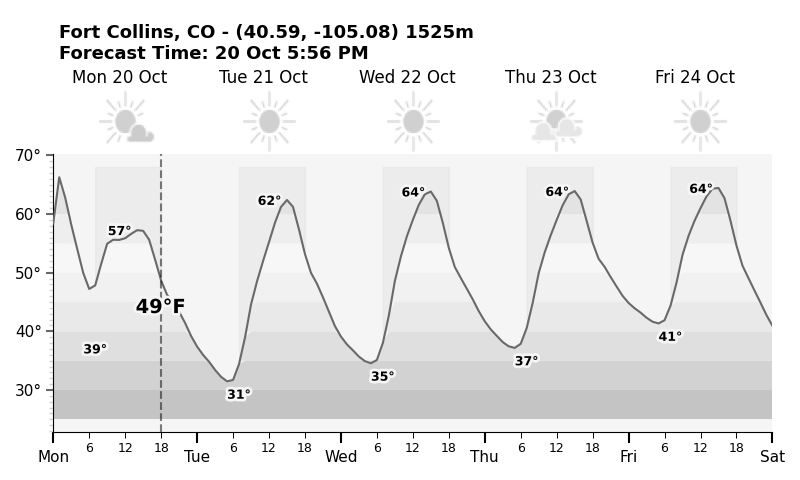 Fort Collins, CO - (40.59, -105.08) 1525m
Forecast Time: 20 Oct 5:56 PM
Mon 20 Oct Tue 21 Oct Wed 22 Oct Thu 23 Oct Fri 24 Oct
70°
60°
50°
40°
30°
57° 62° 64° 64° 64°
49°F
39° 31° 35° 37° 41°
6 12 18 6 12 18 6 12 18 6 12 18 6 12 18
Mon Tue Wed Thu Fri Sat